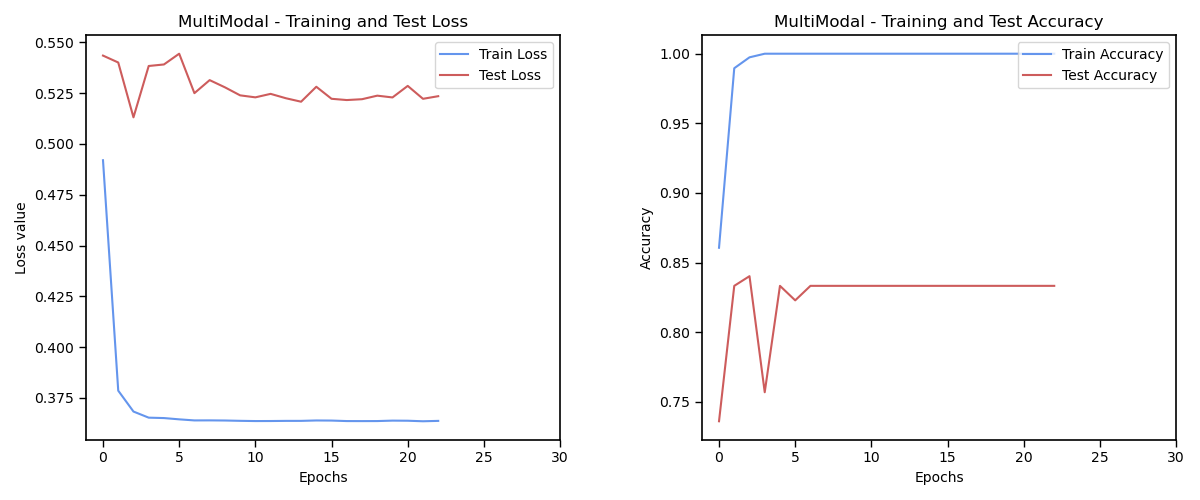 MultiModal - Training and Test Loss
0.550
0.525
0.500
0.475
0.450
0.425
0.400
0.375
Loss value
Train Loss
Test Loss
0 5 10 15 20 25 30
Epochs
MultiModal - Training and Test Accuracy
1.00
0.95
0.90
0.85
0.80
0.75
Accuracy
Train Accuracy
Test Accuracy
0 5 10 15 20 25 30
Epochs